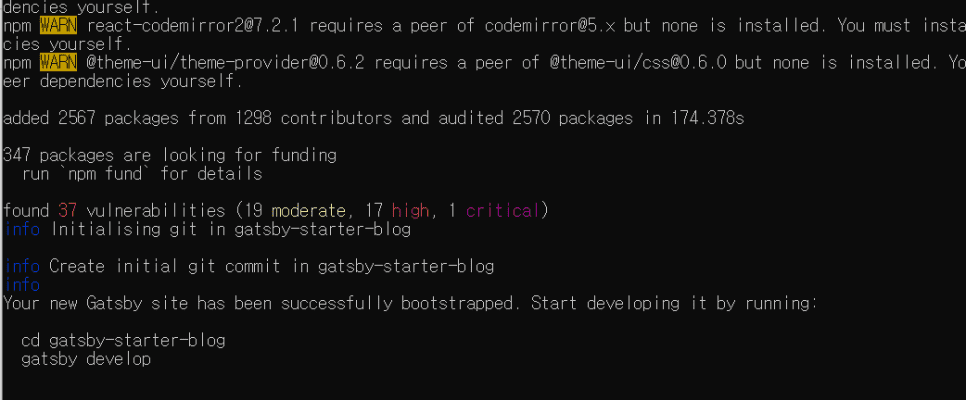 dencies yourself.
npm WARN react-codemirror2@7.2.1 requires a peer of codemirror@5.x but none is installed. You must insta
cies yourself.
npm WARN @theme-ui/theme-provider@0.6.2 requires a peer of @theme-ui/css@0.6.0 but none is installed. Yo
eer dependencies yourself.
added 2567 packages from 1298 contributors and audited 2570 packages in 174.378s
347 packages are looking for funding
run `npm fund` for details
found 37 vulnerabilities (19 moderate, 17 high, 1 critical)
info Initialising git in gatsby-starter-blog
info Create initial git commit in gatsby-starter-blog
info
Your new Gatsby site has been successfully bootstrapped. Start developing it by running:
cd gatsby-starter-blog
gatsby develop